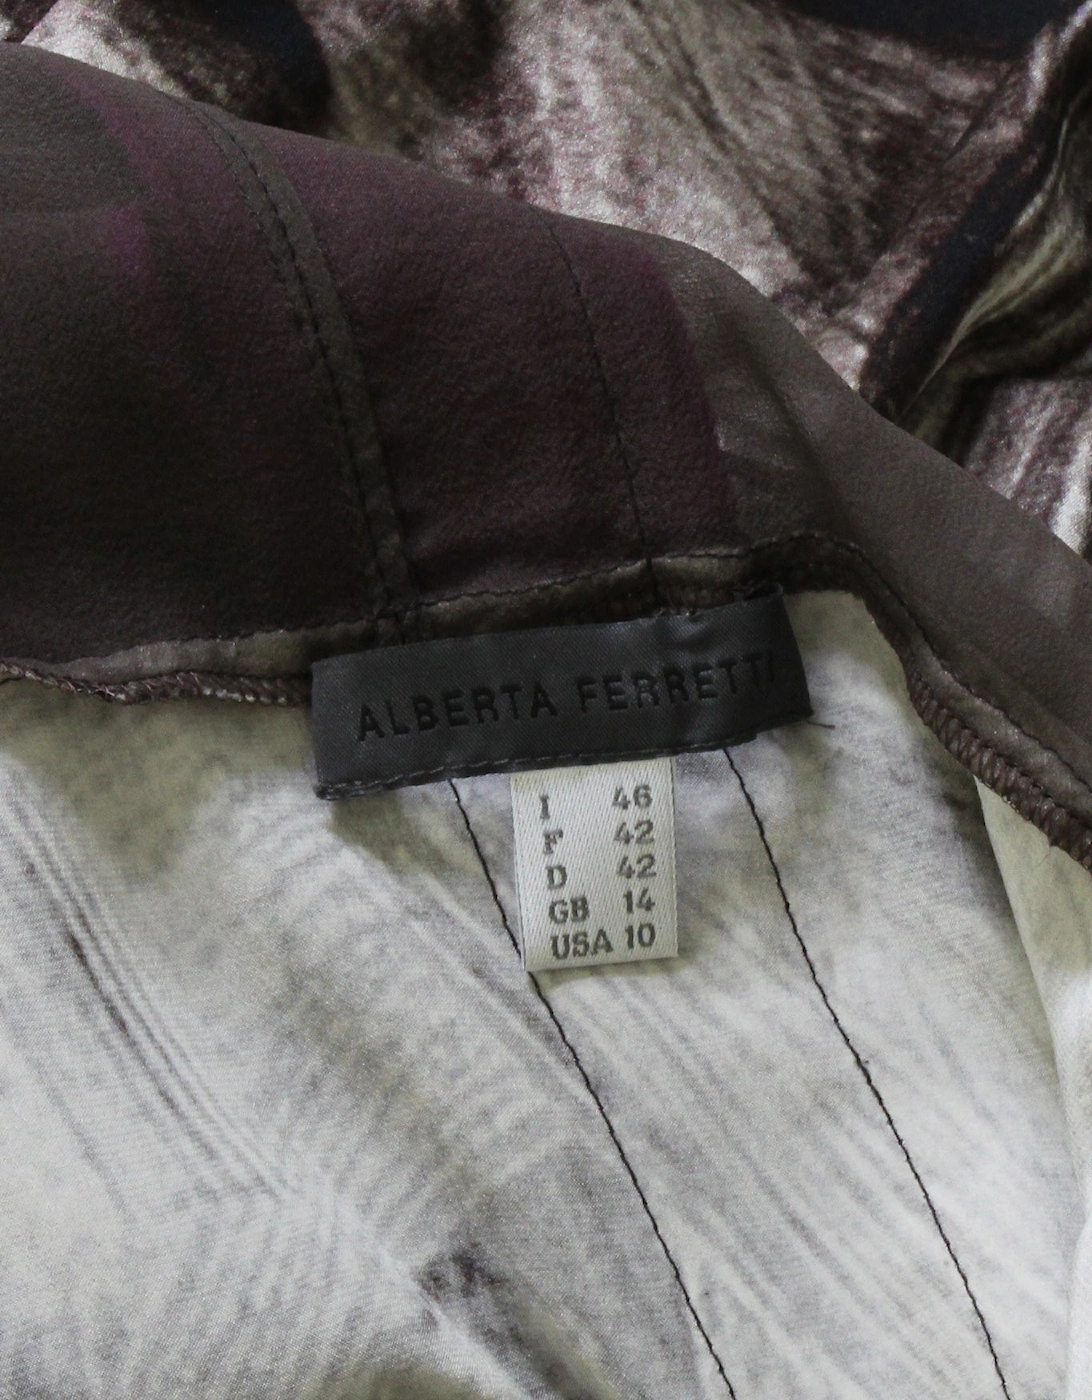 ALBERTA FERRETTI
I 46
F 42
D 42
GB 14
USA 10